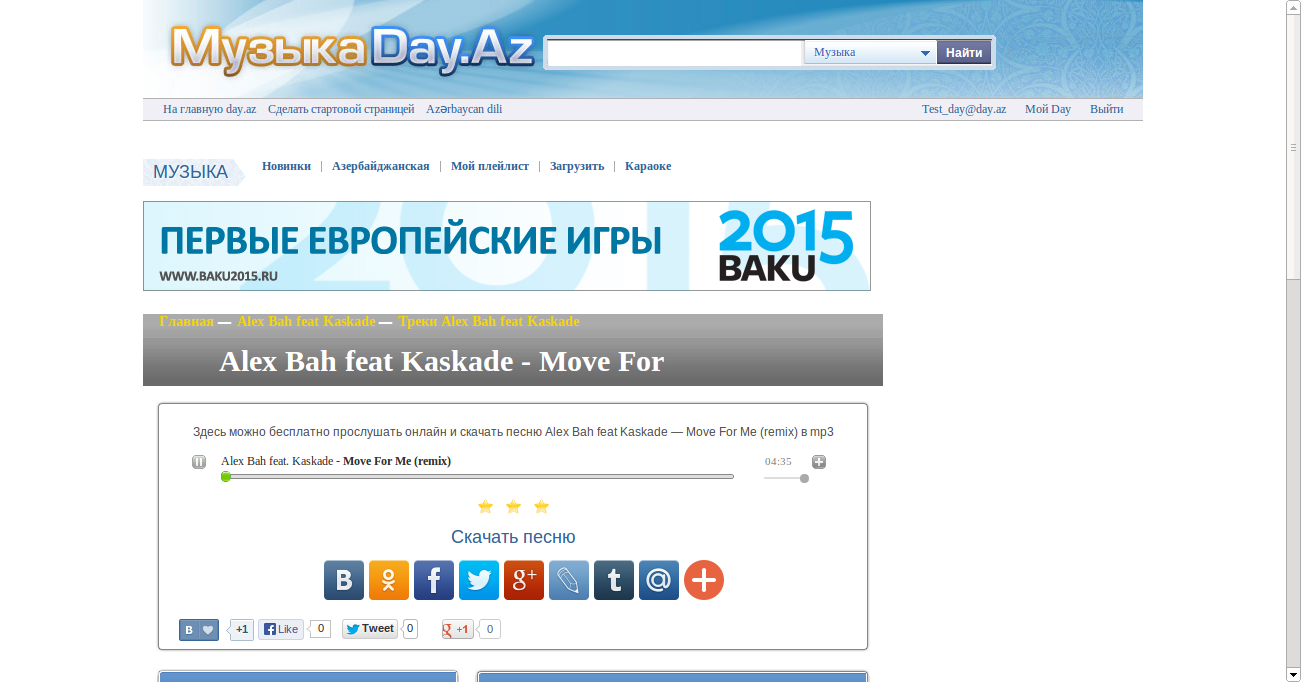 МузыкаDay.Az
Музыка
Найти
На главную day.az Сделать стартовой страницей Azərbaycan dili
Test_day@day.az Мой Day Выйти
МУЗЫКА
Новинки | Азербайджанская | Мой плейлист | Загрузить | Караоке
ПЕРВЫЕ ЕВРОПЕЙСКИЕ ИГРЫ
WWW.BAKU2015.RU
2015
BAKU
Главная — Alex Bah feat Kaskade — Треки Alex Bah feat Kaskade
Alex Bah feat Kaskade - Move For
Здесь можно бесплатно прослушать онлайн и скачать песню Alex Bah feat Kaskade — Move For Me (remix) в mp3
Alex Bah feat. Kaskade - Move For Me (remix)
04:35
Скачать песню
B f g+ t @
B +1 Like 0 Tweet 0 g +1 0